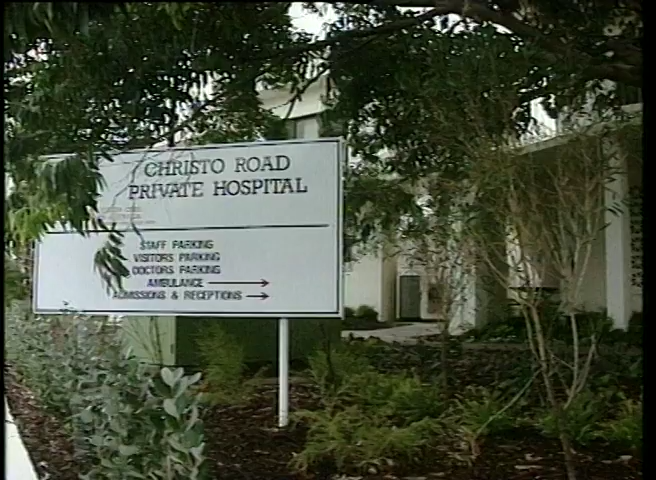 CHRISTO ROAD
PRIVATE HOSPITAL
STAFF PARKING
VISITORS PARKING
DOCTORS PARKING
AMBULANCE
ADMISSIONS & RECEPTIONS